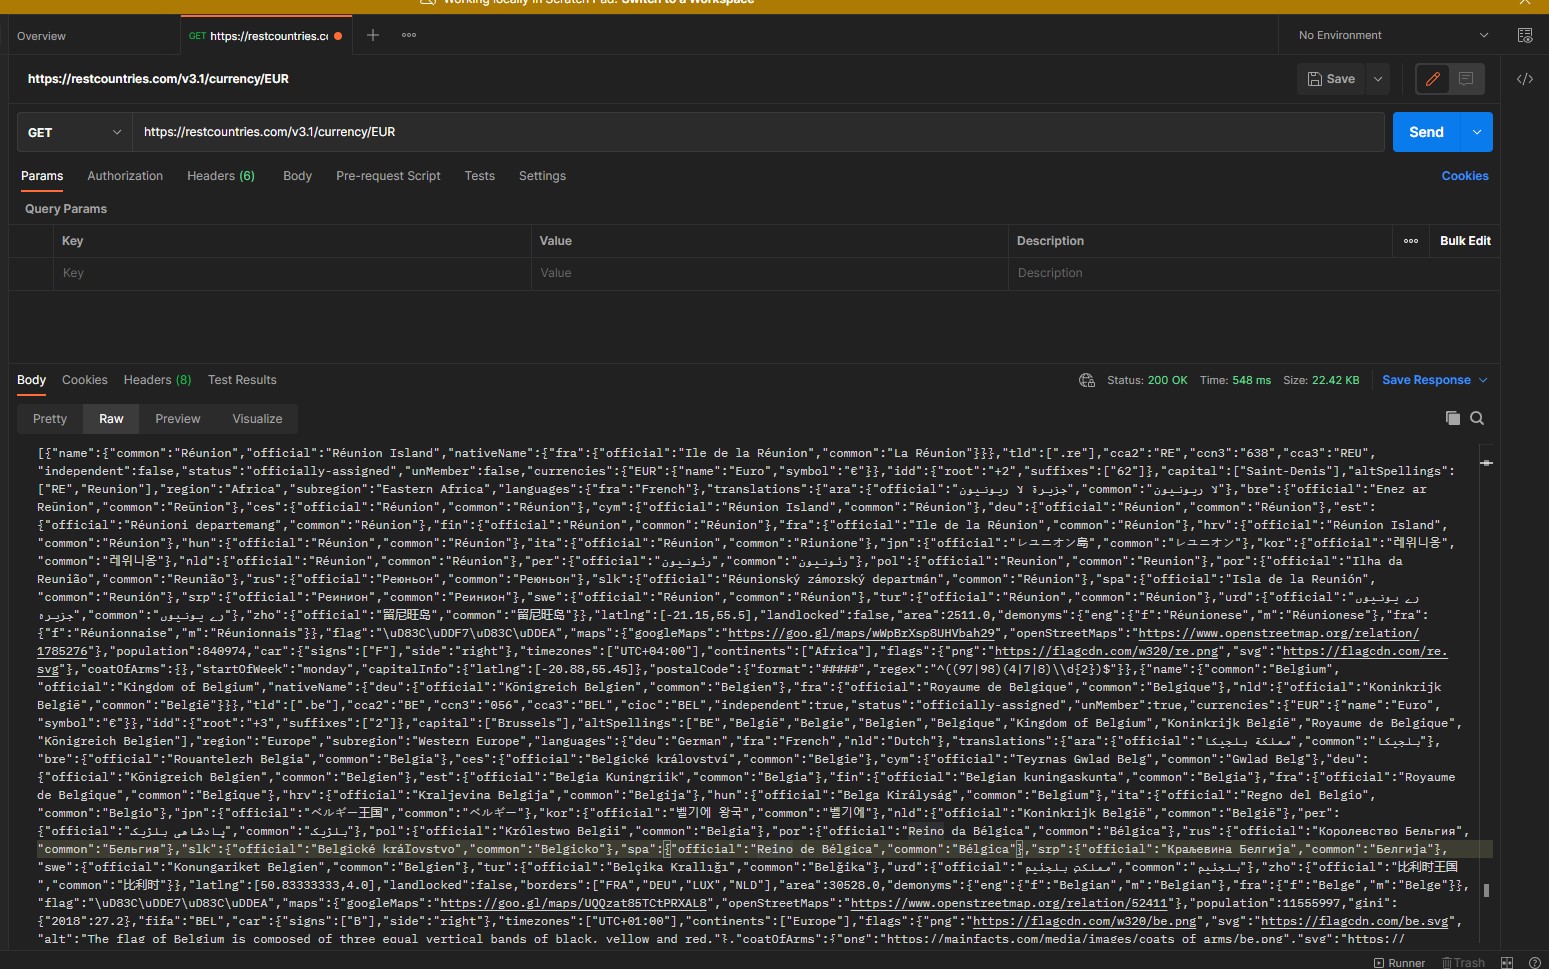 Working locally in Scratch Pad. Switch to a Workspace
Overview
GET https://restcountries.cc
No Environment
https://restcountries.com/v3.1/currency/EUR
Save
GET
https://restcountries.com/v3.1/currency/EUR
Send
Params Authorization Headers (6) Body Pre-request Script Tests Settings Cookies
Query Params
Key Value Description Bulk Edit
Key Value Description
Body Cookies Headers (8) Test Results Status: 200 OK Time: 548 ms Size: 22.42 KB Save Response
Pretty Raw Preview Visualize
[{"name":{"common":"Réunion","official":"Réunion Island","nativeName":{"fra":{"official":"Ile de la Réunion","common":"La Réunion"}}},"tld":[".re"],"cca2":"RE","ccn3":"638","cca3":"REU",
"independent":false,"status":"officially-assigned","unMember":false,"currencies":{"EUR":{"name":"Euro","symbol":"€"}},"idd":{"root":"+2","suffixes":["62"]},"capital":["Saint-Denis"],"altSpellings":
["RE","Reunion"],"region":"Africa","subregion":"Eastern Africa","languages":{"fra":"French"},"translations":{"ara":{"official":"جزيرة لا ريونيون","common":"لا ريونيون"},"bre":{"official":"Enez ar
Reünion","common":"Reünion"},"ces":{"official":"Réunion","common":"Réunion"},"cym":{"official":"Réunion Island","common":"Réunion"},"deu":{"official":"Réunion","common":"Réunion"},"est":
{"official":"Réunioni departemang","common":"Réunion"},"fin":{"official":"Réunion","common":"Réunion"},"fra":{"official":"Ile de la Réunion","common":"Réunion"},"hrv":{"official":"Réunion Island",
"common":"Réunion"},"hun":{"official":"Réunion","common":"Réunion"},"ita":{"official":"Réunion","common":"Riunione"},"jpn":{"official":"レユニオン島","common":"レユニオン"},"kor":{"official":"레위니옹",
"common":"레위니옹"},"nld":{"official":"Réunion","common":"Réunion"},"per":{"official":"رئونیون","common":"رئونیون"},"pol":{"official":"Reunion","common":"Reunion"},"por":{"official":"Ilha da
Reunião","common":"Reunião"},"rus":{"official":"Реюньон","common":"Реюньон"},"slk":{"official":"Réunionský zámorský departmán","common":"Réunion"},"spa":{"official":"Isla de la Reunión",
"common":"Reunión"},"srp":{"official":"Реинион","common":"Реинион"},"swe":{"official":"Réunion","common":"Réunion"},"tur":{"official":"Réunion","common":"Réunion"},"urd":{"official":"رے یونیوں
جزیرہ","common":"رے یونیوں"},"zho":{"official":"留尼旺岛","common":"留尼旺岛"}},"latlng":[-21.15,55.5],"landlocked":false,"area":2511.0,"demonyms":{"eng":{"f":"Réunionese","m":"Réunionese"},"fra":
{"f":"Réunionnaise","m":"Réunionnais"}},"flag":"\uD83C\uDDF7\uD83C\uDDEA","maps":{"googleMaps":"https://goo.gl/maps/wWpBrXsp8UHVbah29","openStreetMaps":"https://www.openstreetmap.org/relation/
1785276"},"population":840974,"car":{"signs":["F"],"side":"right"},"timezones":["UTC+04:00"],"continents":["Africa"],"flags":{"png":"https://flagcdn.com/w320/re.png","svg":"https://flagcdn.com/re.
svg"},"coatOfArms":{},"startOfWeek":"monday","capitalInfo":{"latlng":[-20.88,55.45]},"postalCode":{"format":"#####","regex":"^((97|98)(4|7|8)\\d{2})$"}},{"name":{"common":"Belgium",
"official":"Kingdom of Belgium","nativeName":{"deu":{"official":"Königreich Belgien","common":"Belgien"},"fra":{"official":"Royaume de Belgique","common":"Belgique"},"nld":{"official":"Koninkrijk
België","common":"België"}}},"tld":[".be"],"cca2":"BE","ccn3":"056","cca3":"BEL","cioc":"BEL","independent":true,"status":"officially-assigned","unMember":true,"currencies":{"EUR":{"name":"Euro",
"symbol":"€"}},"idd":{"root":"+3","suffixes":["2"]},"capital":["Brussels"],"altSpellings":["BE","België","Belgie","Belgien","Belgique","Kingdom of Belgium","Koninkrijk België","Royaume de Belgique",
"Königreich Belgien"],"region":"Europe","subregion":"Western Europe","languages":{"deu":"German","fra":"French","nld":"Dutch"},"translations":{"ara":{"official":"مملكة بلجيكا","common":"بلجيكا"},
"bre":{"official":"Rouantelezh Belgia","common":"Belgia"},"ces":{"official":"Belgické království","common":"Belgie"},"cym":{"official":"Teyrnas Gwlad Belg","common":"Gwlad Belg"},"deu":
{"official":"Königreich Belgien","common":"Belgien"},"est":{"official":"Belgia Kuningriik","common":"Belgia"},"fin":{"official":"Belgian kuningaskunta","common":"Belgia"},"fra":{"official":"Royaume
de Belgique","common":"Belgique"},"hrv":{"official":"Kraljevina Belgija","common":"Belgija"},"hun":{"official":"Belga Királyság","common":"Belgium"},"ita":{"official":"Regno del Belgio",
"common":"Belgio"},"jpn":{"official":"ベルギー王国","common":"ベルギー"},"kor":{"official":"벨기에 왕국","common":"벨기에"},"nld":{"official":"Koninkrijk België","common":"België"},"per":
{"official":"پادشاهی بلژیک","common":"بلژیک"},"pol":{"official":"Królestwo Belgii","common":"Belgia"},"por":{"official":"Reino da Bélgica","common":"Bélgica"},"rus":{"official":"Королевство Бельгия",
"common":"Бельгия"},"slk":{"official":"Belgické kráľovstvo","common":"Belgicko"},"spa":{"official":"Reino de Bélgica","common":"Bélgica"},"srp":{"official":"Краљевина Белгија","common":"Белгија"},
"swe":{"official":"Konungariket Belgien","common":"Belgien"},"tur":{"official":"Belçika Krallığı","common":"Belçika"},"urd":{"official":"مملکتِ بلجئیم","common":"بلجئیم"},"zho":{"official":"比利时王国
","common":"比利时"}},"latlng":[50.83333333,4.0],"landlocked":false,"borders":["FRA","DEU","LUX","NLD"],"area":30528.0,"demonyms":{"eng":{"f":"Belgian","m":"Belgian"},"fra":{"f":"Belge","m":"Belge"}},
"flag":"\uD83C\uDDE7\uD83C\uDDEA","maps":{"googleMaps":"https://goo.gl/maps/UQQzat85TCtPRXAL8","openStreetMaps":"https://www.openstreetmap.org/relation/52411"},"population":11555997,"gini":
{"2018":27.2},"fifa":"BEL","car":{"signs":["B"],"side":"right"},"timezones":["UTC+01:00"],"continents":["Europe"],"flags":{"png":"https://flagcdn.com/w320/be.png","svg":"https://flagcdn.com/be.svg",
"alt":"The flag of Belgium is composed of three equal vertical bands of black, yellow and red."},"coatOfArms":{"png":"https://mainfacts.com/media/images/coats_of_arms/be.png","svg":"https://
Runner Trash